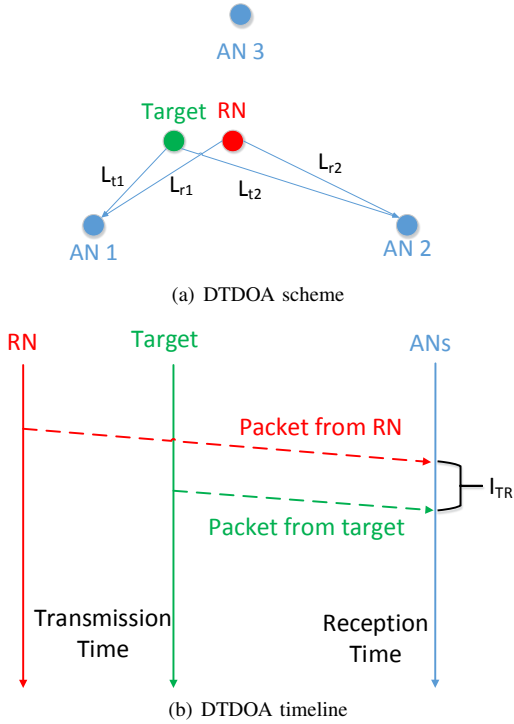 AN 3
Target
RN
L_t1
L_r1
L_t2
L_r2
AN 1
AN 2
(a) DTDOA scheme
RN
Target
ANs
Packet from RN
I_TR
Packet from target
Transmission
Time
Reception
Time
(b) DTDOA timeline